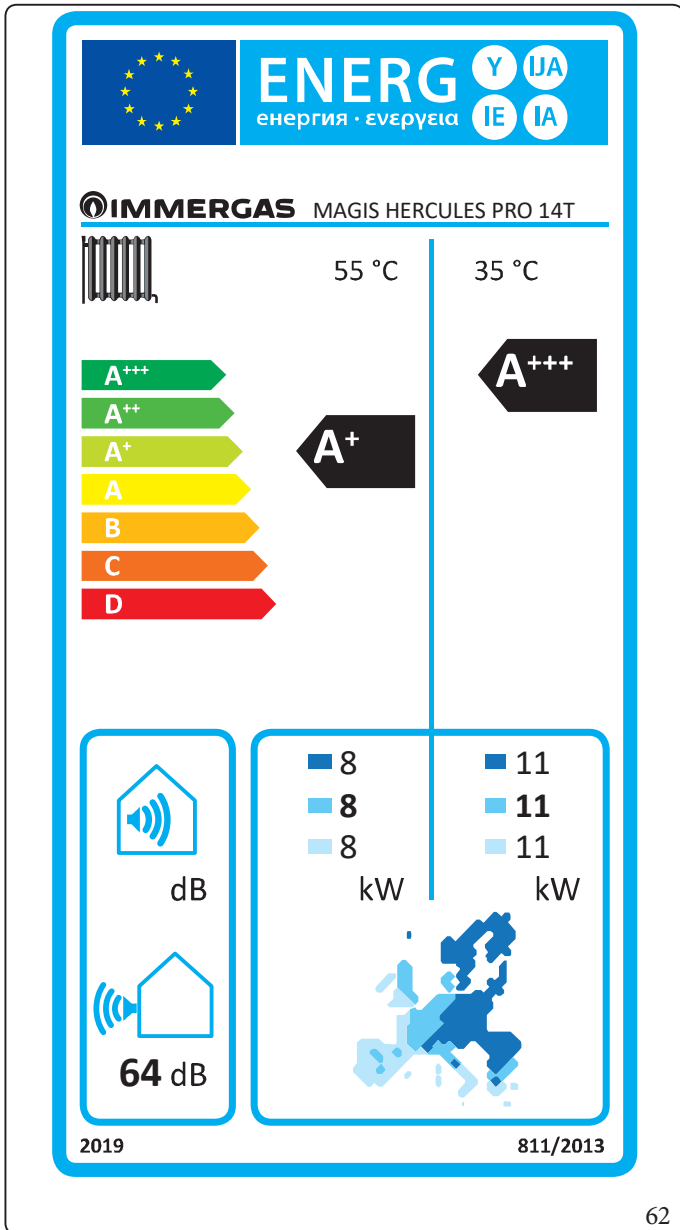 ENERG Y IJA
енергия · ενεργεια IE IA
IMMERGAS MAGIS HERCULES PRO 14T
55 °C 35 °C
A+++
A+++
A++
A+
A+
A
B
C
D
8 11
8 11
8 11
dB kW kW
64 dB
2019 811/2013
62